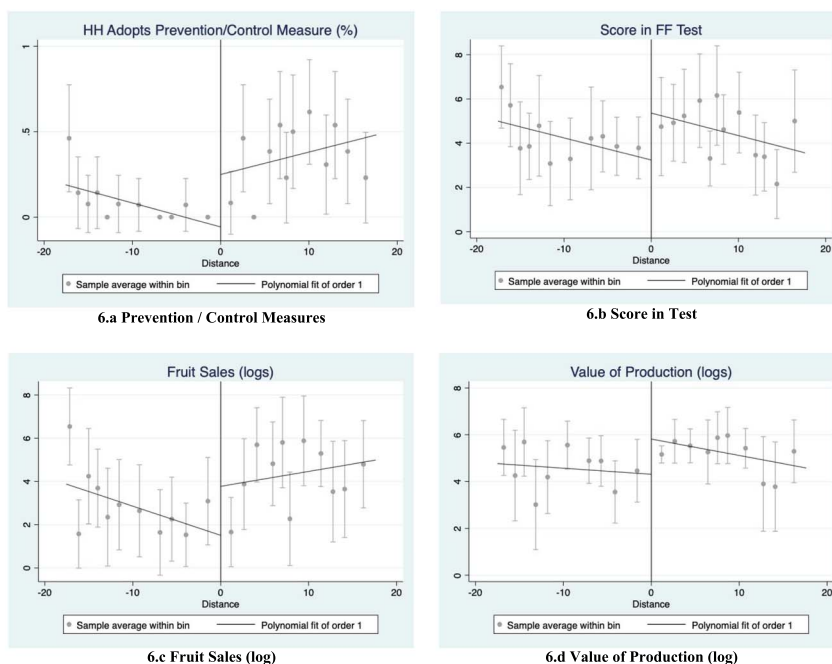 HH Adopts Prevention/Control Measure (%)
1
.5
0
-20 -10 0 10 20
Distance
Sample average within bin Polynomial fit of order 1
6.a Prevention / Control Measures
Score in FF Test
8
6
4
2
0
-20 -10 0 10 20
Distance
Sample average within bin Polynomial fit of order 1
6.b Score in Test
Fruit Sales (logs)
8
6
4
2
0
-20 -10 0 10 20
Distance
Sample average within bin Polynomial fit of order 1
6.c Fruit Sales (log)
Value of Production (logs)
8
6
4
2
0
-20 -10 0 10 20
Distance
Sample average within bin Polynomial fit of order 1
6.d Value of Production (log)